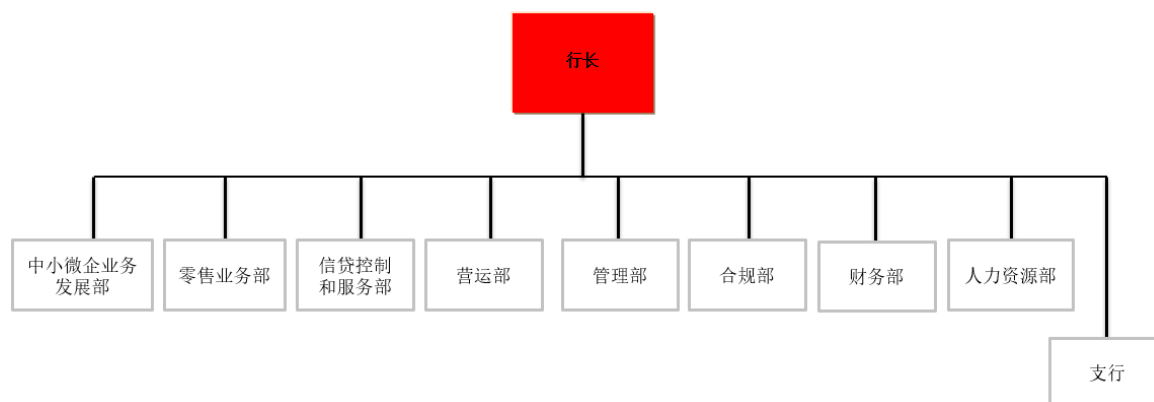 行长
中小微企业务
发展部
零售业务部
信贷控制
和服务部
营运部
管理部
合规部
财务部
人力资源部
支行